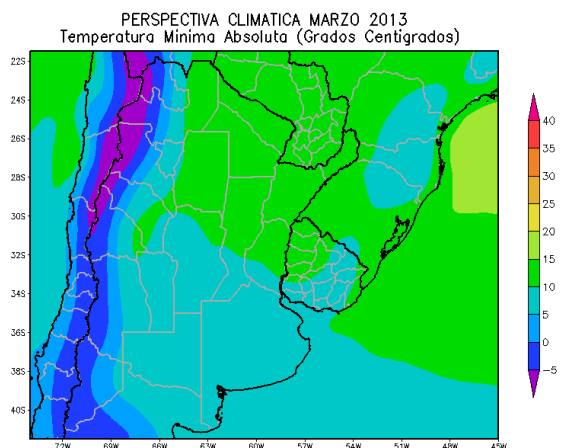 PERSPECTIVA CLIMATICA MARZO 2013
Temperatura Minima Absoluta (Grados Centigrados)
22S
24S
26S
28S
30S
32S
34S
36S
38S
40S
72W 69W 66W 63W 60W 57W 54W 51W 48W 45W
40
35
30
25
20
15
10
5
0
-5